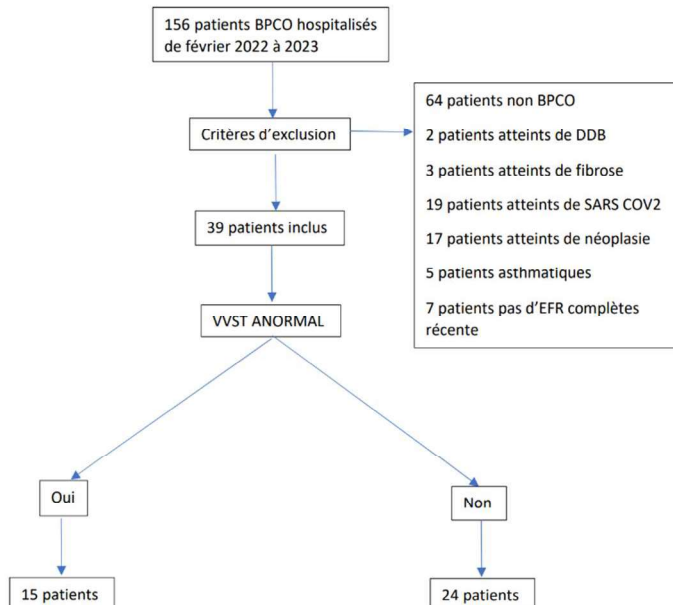 156 patients BPCO hospitalisés
de février 2022 à 2023
Critères d'exclusion
64 patients non BPCO
2 patients atteints de DDB
3 patients atteints de fibrose
19 patients atteints de SARS COV2
17 patients atteints de néoplasie
5 patients asthmatiques
7 patients pas d'EFR complètes
récente
39 patients inclus
VVST ANORMAL
Oui
Non
15 patients
24 patients